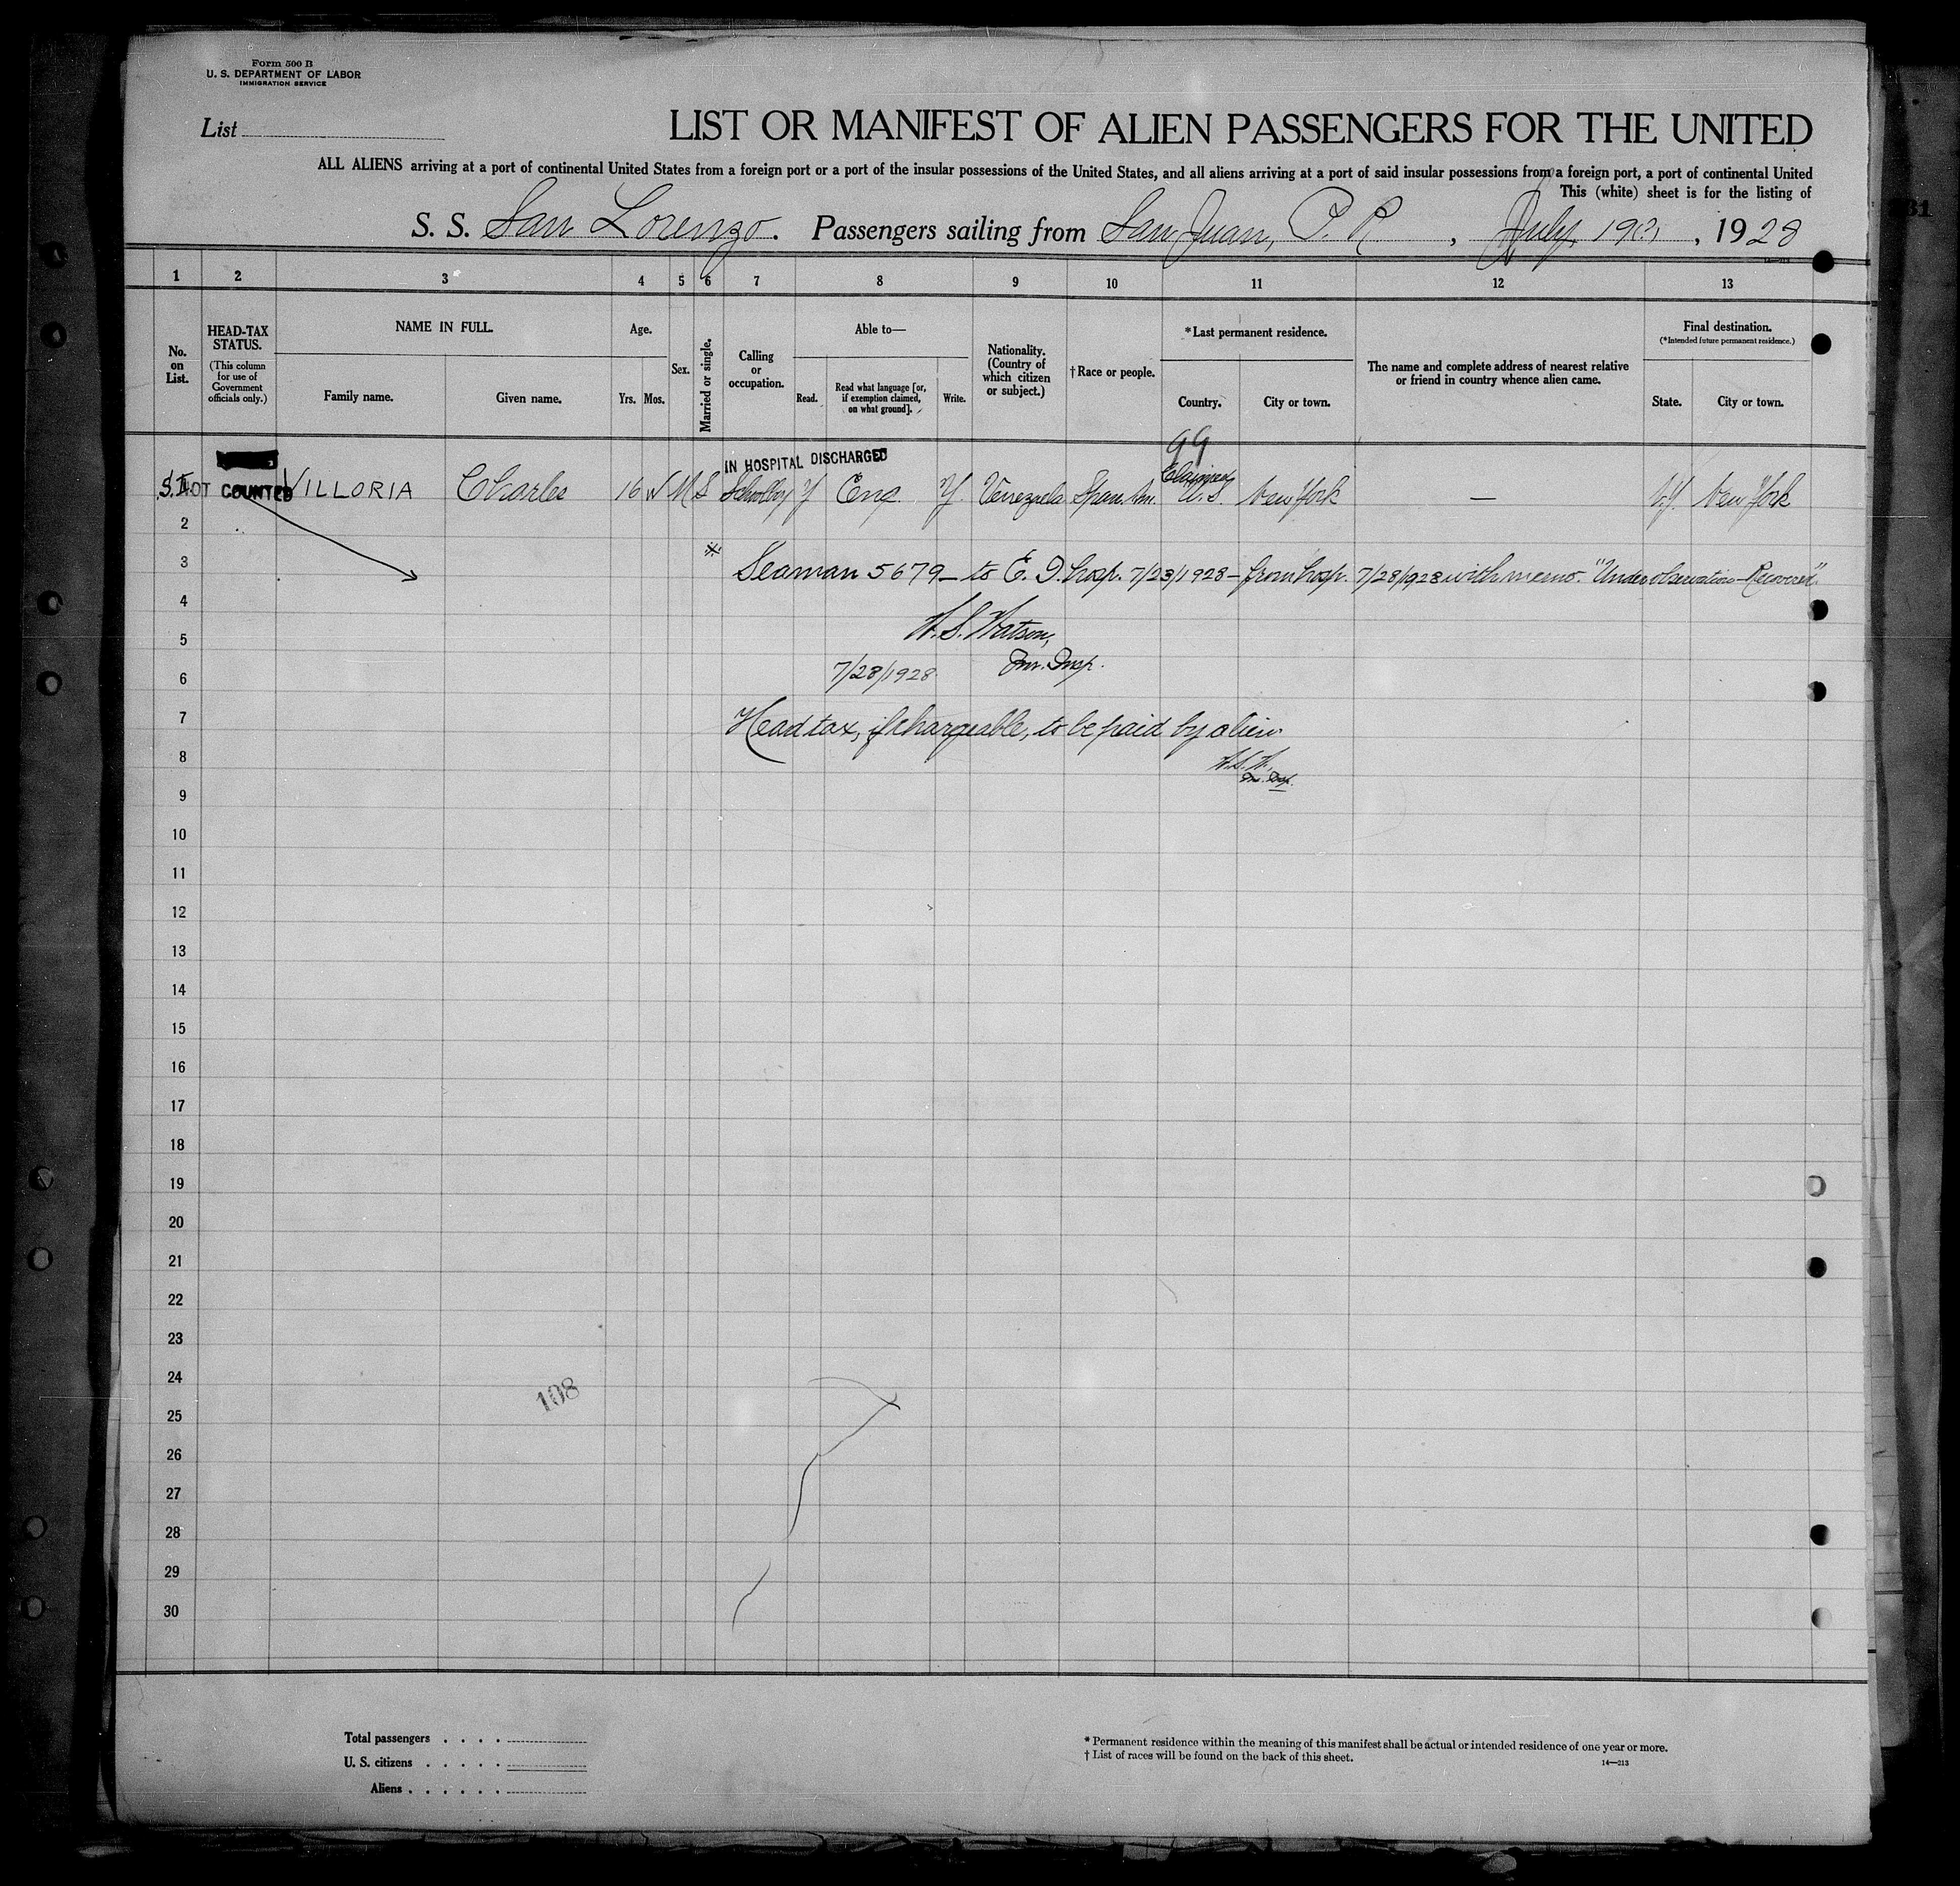 Form 500 B
U. S. DEPARTMENT OF LABOR
IMMIGRATION SERVICE
List
LIST OR MANIFEST OF ALIEN PASSENGERS FOR THE UNITED
ALL ALIENS arriving at a port of continental United States from a foreign port or a port of the insular possessions of the United States, and all aliens arriving at a port of said insular possessions from a foreign port, a port of continental United
This (white) sheet is for the listing of
S. S. San Lorenzo. Passengers sailing from San Juan, P. R., July, 19, 1928
31
14—213
1 2 3 4 5 6 7 8 9 10 11 12 13
No. on List.
HEAD-TAX STATUS.
(This column for use of Government officials only.)
NAME IN FULL.
Family name.
Given name.
Age.
Yrs. Mos.
Sex.
Married or single.
Calling or occupation.
Able to—
Read.
Read what language [or, if exemption claimed, on what ground].
Write.
Nationality. (Country of which citizen or subject.)
†Race or people.
*Last permanent residence.
Country.
City or town.
The name and complete address of nearest relative or friend in country whence alien came.
Final destination.
(*Intended future permanent residence.)
State.
City or town.
99
IN HOSPITAL DISCHARGED
Claimed
NOT COUNTED VILLORIA Charles 16 M S Schoolboy Y Eng. Y. Venezuela Span. Am. U.S. New York — N.Y. New York
2
3 Seaman 5679 – to E. I. hosp. 7/23/1928 – from hosp. 7/28/1928 with memo. "Under observation – Recovered"
4
5 W. S. Watson,
6 7/28/1928 Imr. Insp.
7 Head tax, if chargeable, to be paid by alien
8 W.S.W.
Imr. Insp.
9
10
11
12
13
14
15
16
17
18
19
20
21
22
23
24
108
25
26
27
28
29
30
Total passengers . . . .
U. S. citizens . . . . .
Aliens . . . . . .
* Permanent residence within the meaning of this manifest shall be actual or intended residence of one year or more.
† List of races will be found on the back of this sheet.
14—213